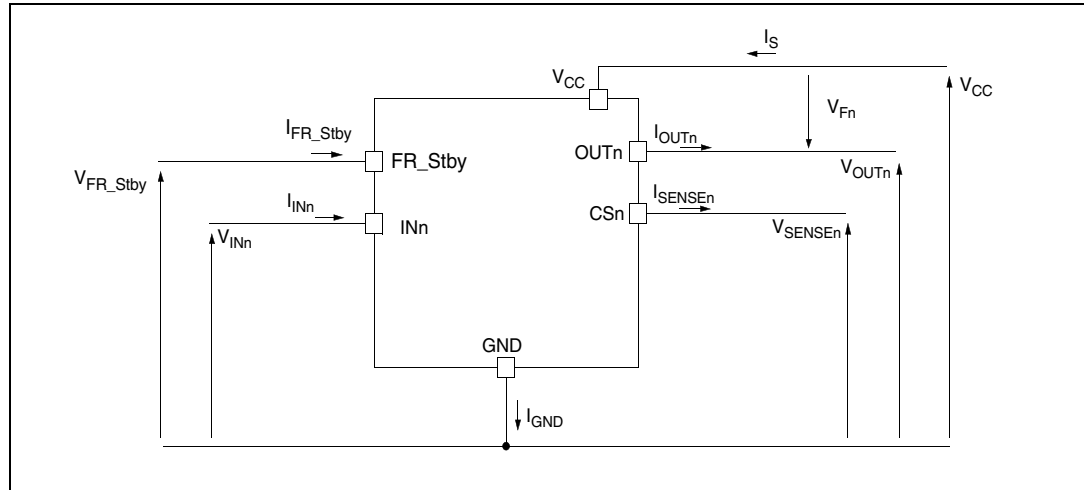 I_S
V_CC
V_CC
V_Fn
I_FR_Stby
I_OUTn
FR_Stby
OUTn
V_FR_Stby
V_OUTn
I_INn
I_SENSEn
INn
CSn
V_INn
V_SENSEn
GND
I_GND